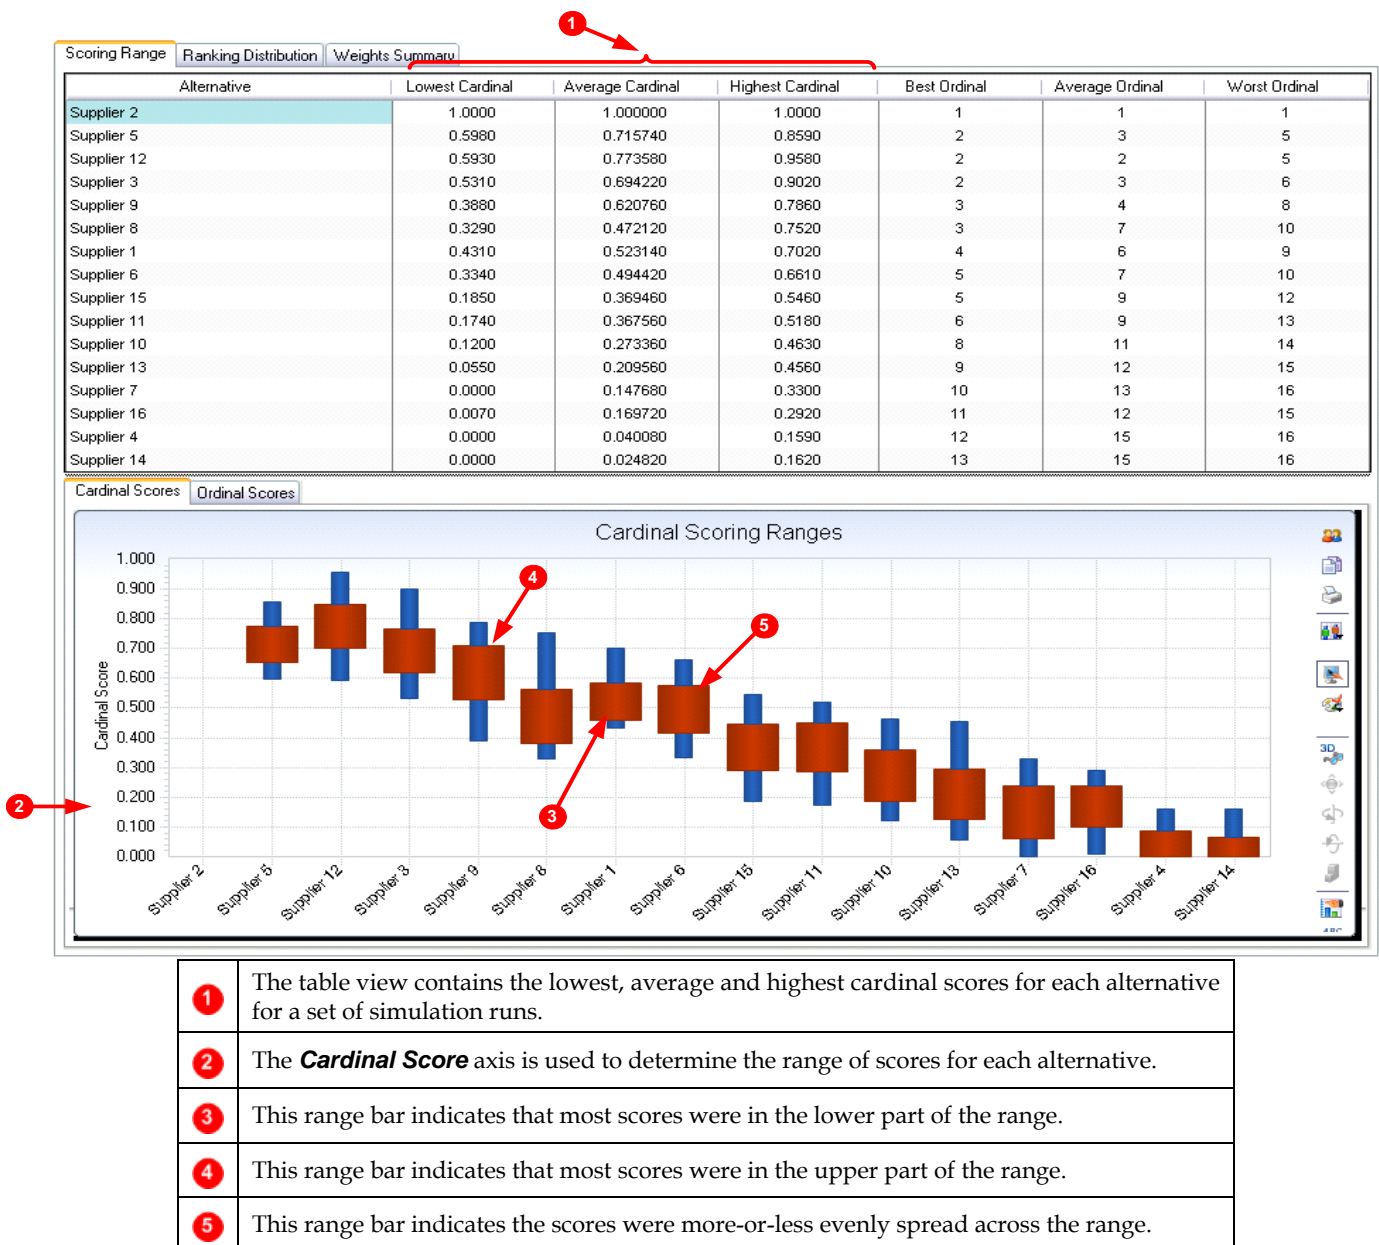 1
Scoring Range Ranking Distribution Weights Summary
Alternative Lowest Cardinal Average Cardinal Highest Cardinal Best Ordinal Average Ordinal Worst Ordinal
Supplier 2 1.0000 1.000000 1.0000 1 1 1
Supplier 5 0.5980 0.715740 0.8590 2 3 5
Supplier 12 0.5930 0.773580 0.9580 2 2 5
Supplier 3 0.5310 0.694220 0.9020 2 3 6
Supplier 9 0.3880 0.620760 0.7860 3 4 8
Supplier 8 0.3290 0.472120 0.7520 3 7 10
Supplier 1 0.4310 0.523140 0.7020 4 6 9
Supplier 6 0.3340 0.494420 0.6610 5 7 10
Supplier 15 0.1850 0.369460 0.5460 5 9 12
Supplier 11 0.1740 0.367560 0.5180 6 9 13
Supplier 10 0.1200 0.273360 0.4630 8 11 14
Supplier 13 0.0550 0.209560 0.4560 9 12 15
Supplier 7 0.0000 0.147680 0.3300 10 13 16
Supplier 16 0.0070 0.169720 0.2920 11 12 15
Supplier 4 0.0000 0.040080 0.1590 12 15 16
Supplier 14 0.0000 0.024820 0.1620 13 15 16
Cardinal Scores Ordinal Scores
Cardinal Scoring Ranges
1.000
0.900
4
0.800
5
0.700
0.600
Cardinal Score
0.500
0.400
3D
0.300
0.200
2
3
0.100
0.000
Supplier 2 Supplier 5 Supplier 12 Supplier 3 Supplier 9 Supplier 8 Supplier 1 Supplier 6 Supplier 15 Supplier 11 Supplier 10 Supplier 13 Supplier 7 Supplier 16 Supplier 4 Supplier 14
1 The table view contains the lowest, average and highest cardinal scores for each alternative
for a set of simulation runs.
2 The Cardinal Score axis is used to determine the range of scores for each alternative.
3 This range bar indicates that most scores were in the lower part of the range.
4 This range bar indicates that most scores were in the upper part of the range.
5 This range bar indicates the scores were more-or-less evenly spread across the range.